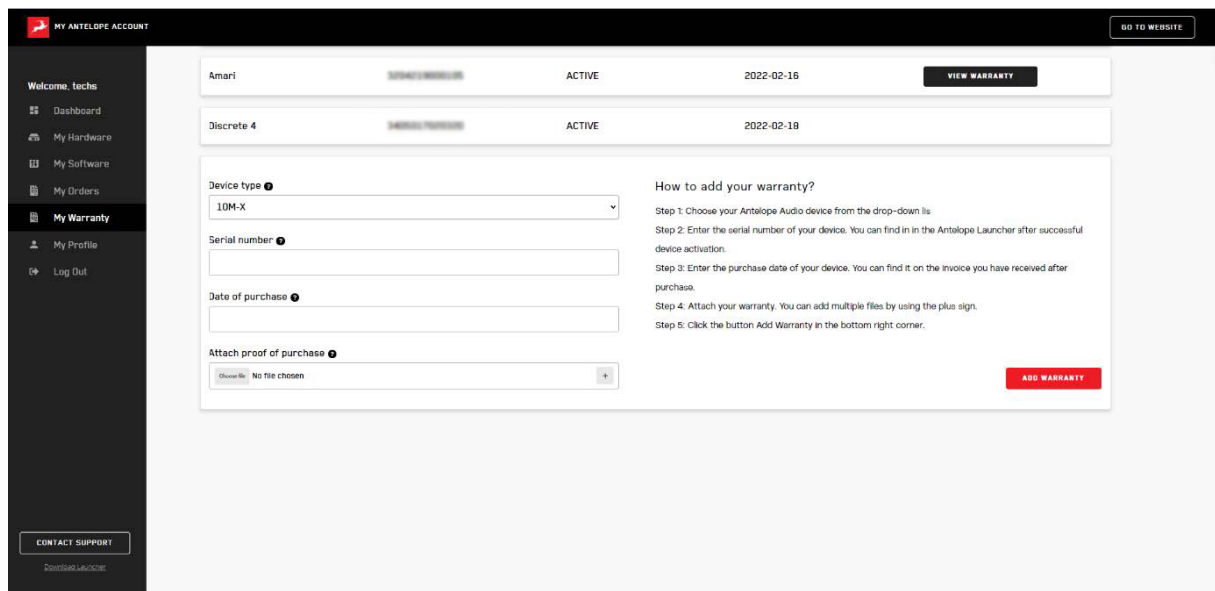 MY ANTELOPE ACCOUNT
GO TO WEBSITE
Welcome, techs
Dashboard
My Hardware
My Software
My Orders
My Warranty
My Profile
Log Out
CONTACT SUPPORT
Download Launcher
Amari ACTIVE 2022-02-16 VIEW WARRANTY
Discrete 4 ACTIVE 2022-02-18
Device type ?
10M-X
Serial number ?
Date of purchase ?
Attach proof of purchase ?
Choose file No file chosen +
How to add your warranty?
Step 1: Choose your Antelope Audio device from the drop-down lis
Step 2: Enter the serial number of your device. You can find in in the Antelope Launcher after successful
device activation.
Step 3: Enter the purchase date of your device. You can find it on the invoice you have received after
purchase.
Step 4: Attach your warranty. You can add multiple files by using the plus sign.
Step 5: Click the button Add Warranty in the bottom right corner.
ADD WARRANTY